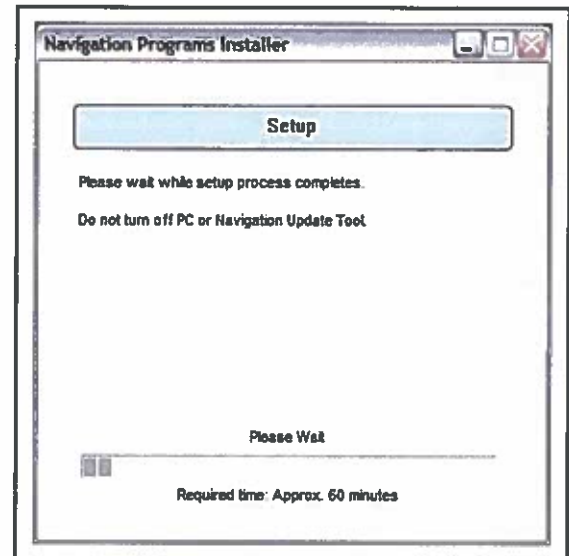 Navigation Programs Installer
Setup
Please wait while setup process completes.
Do not turn off PC or Navigation Update Tool
Please Wait
Required time: Approx. 60 minutes